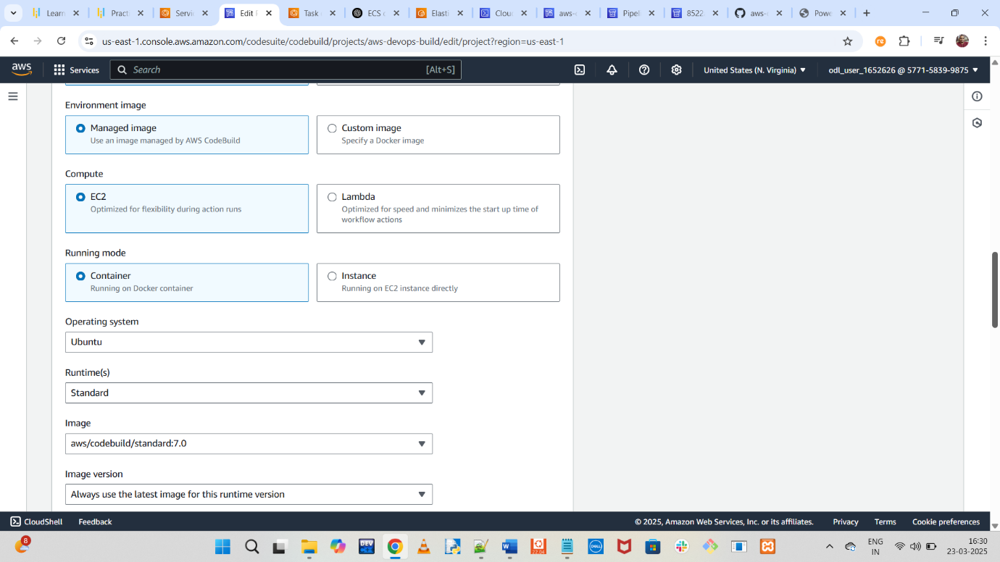 Learn
Practi
Servic
Edit P
Task d
ECS c
Elasti
Cloud
aws-d
Pipeli
8522
aws-d
Powe
us-east-1.console.aws.amazon.com/codesuite/codebuild/projects/aws-devops-build/edit/project?region=us-east-1
aws
Services
Search
[Alt+S]
United States (N. Virginia)
odl_user_1652626 @ 5771-5839-9875
Environment image
Managed image
Use an image managed by AWS CodeBuild
Custom image
Specify a Docker image
Compute
EC2
Optimized for flexibility during action runs
Lambda
Optimized for speed and minimizes the start up time of
workflow actions
Running mode
Container
Running on Docker container
Instance
Running on EC2 instance directly
Operating system
Ubuntu
Runtime(s)
Standard
Image
aws/codebuild/standard:7.0
Image version
Always use the latest image for this runtime version
CloudShell
Feedback
© 2025, Amazon Web Services, Inc. or its affiliates.
Privacy
Terms
Cookie preferences
8
DEV
22.04
DELL
ENG
IN
16:30
23-03-2025